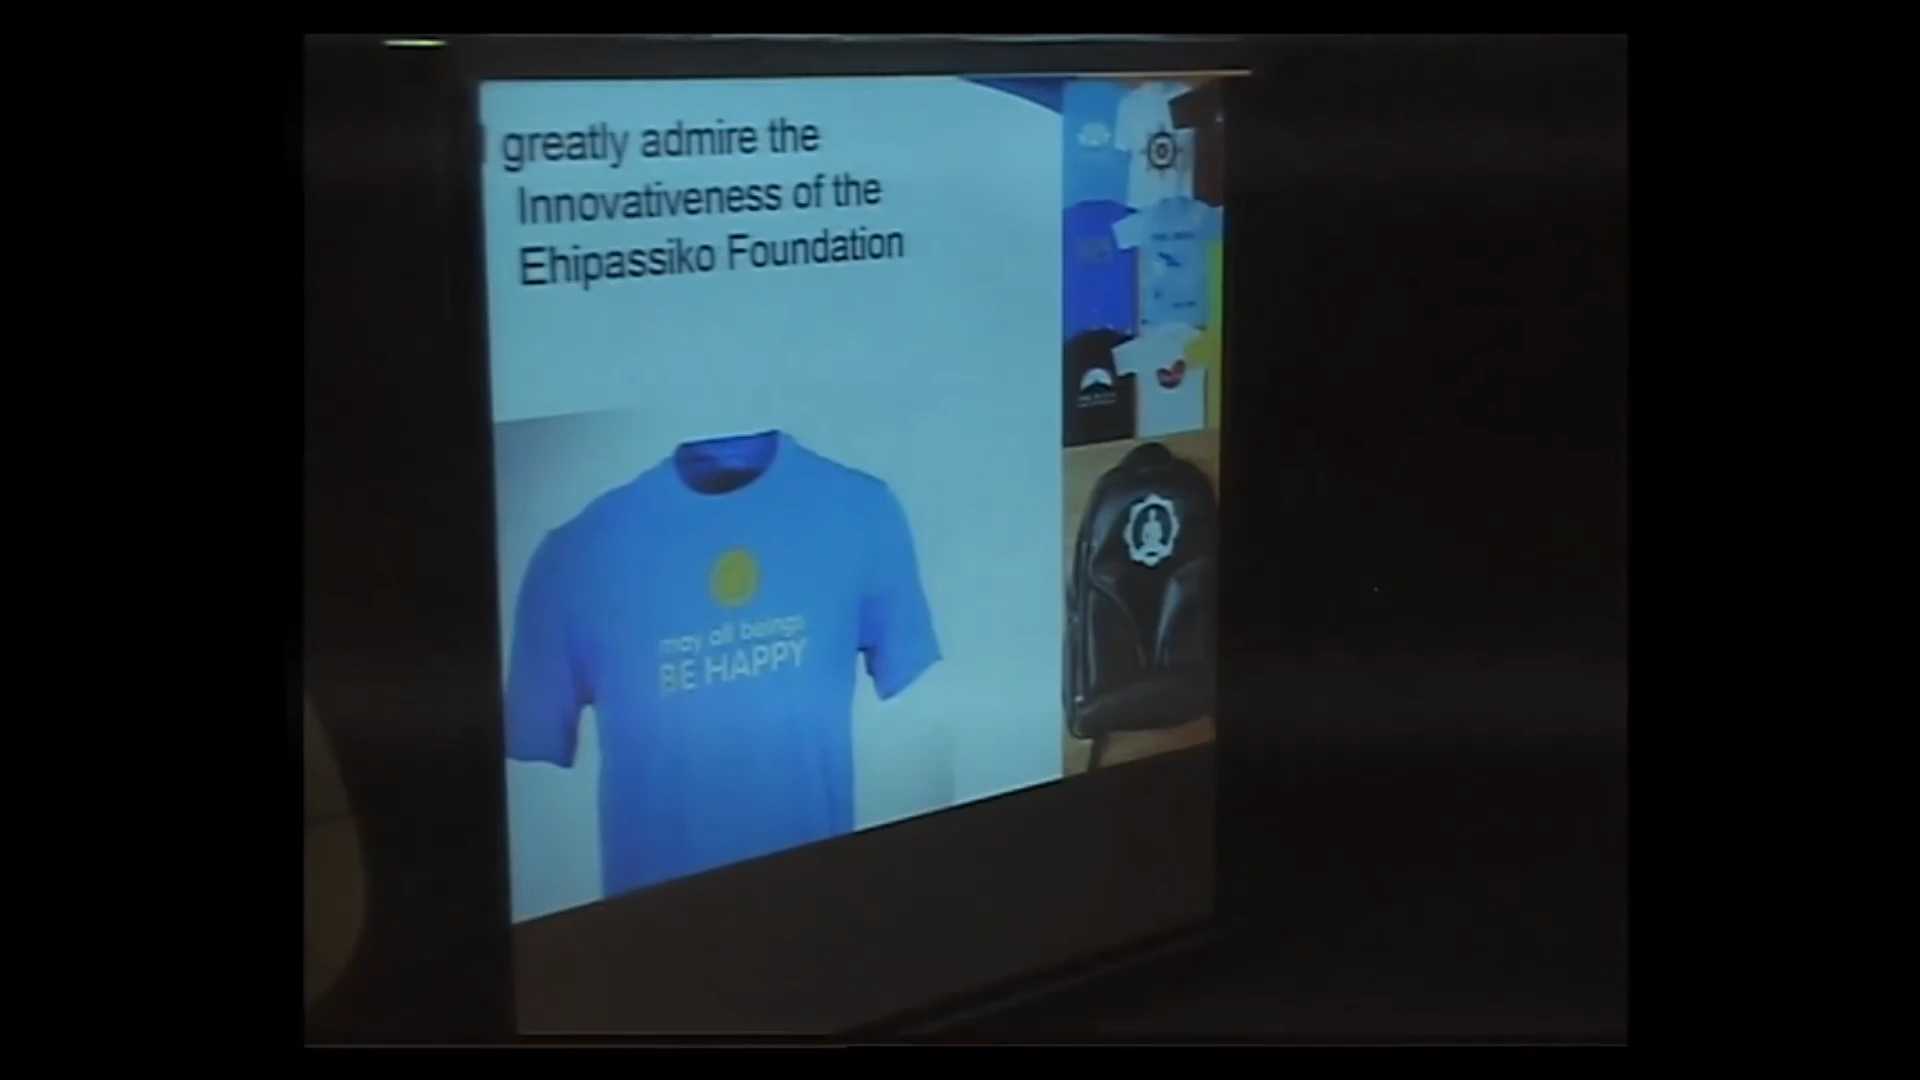 I greatly admire the
Innovativeness of the
Ehipassiko Foundation
may all beings
BE HAPPY